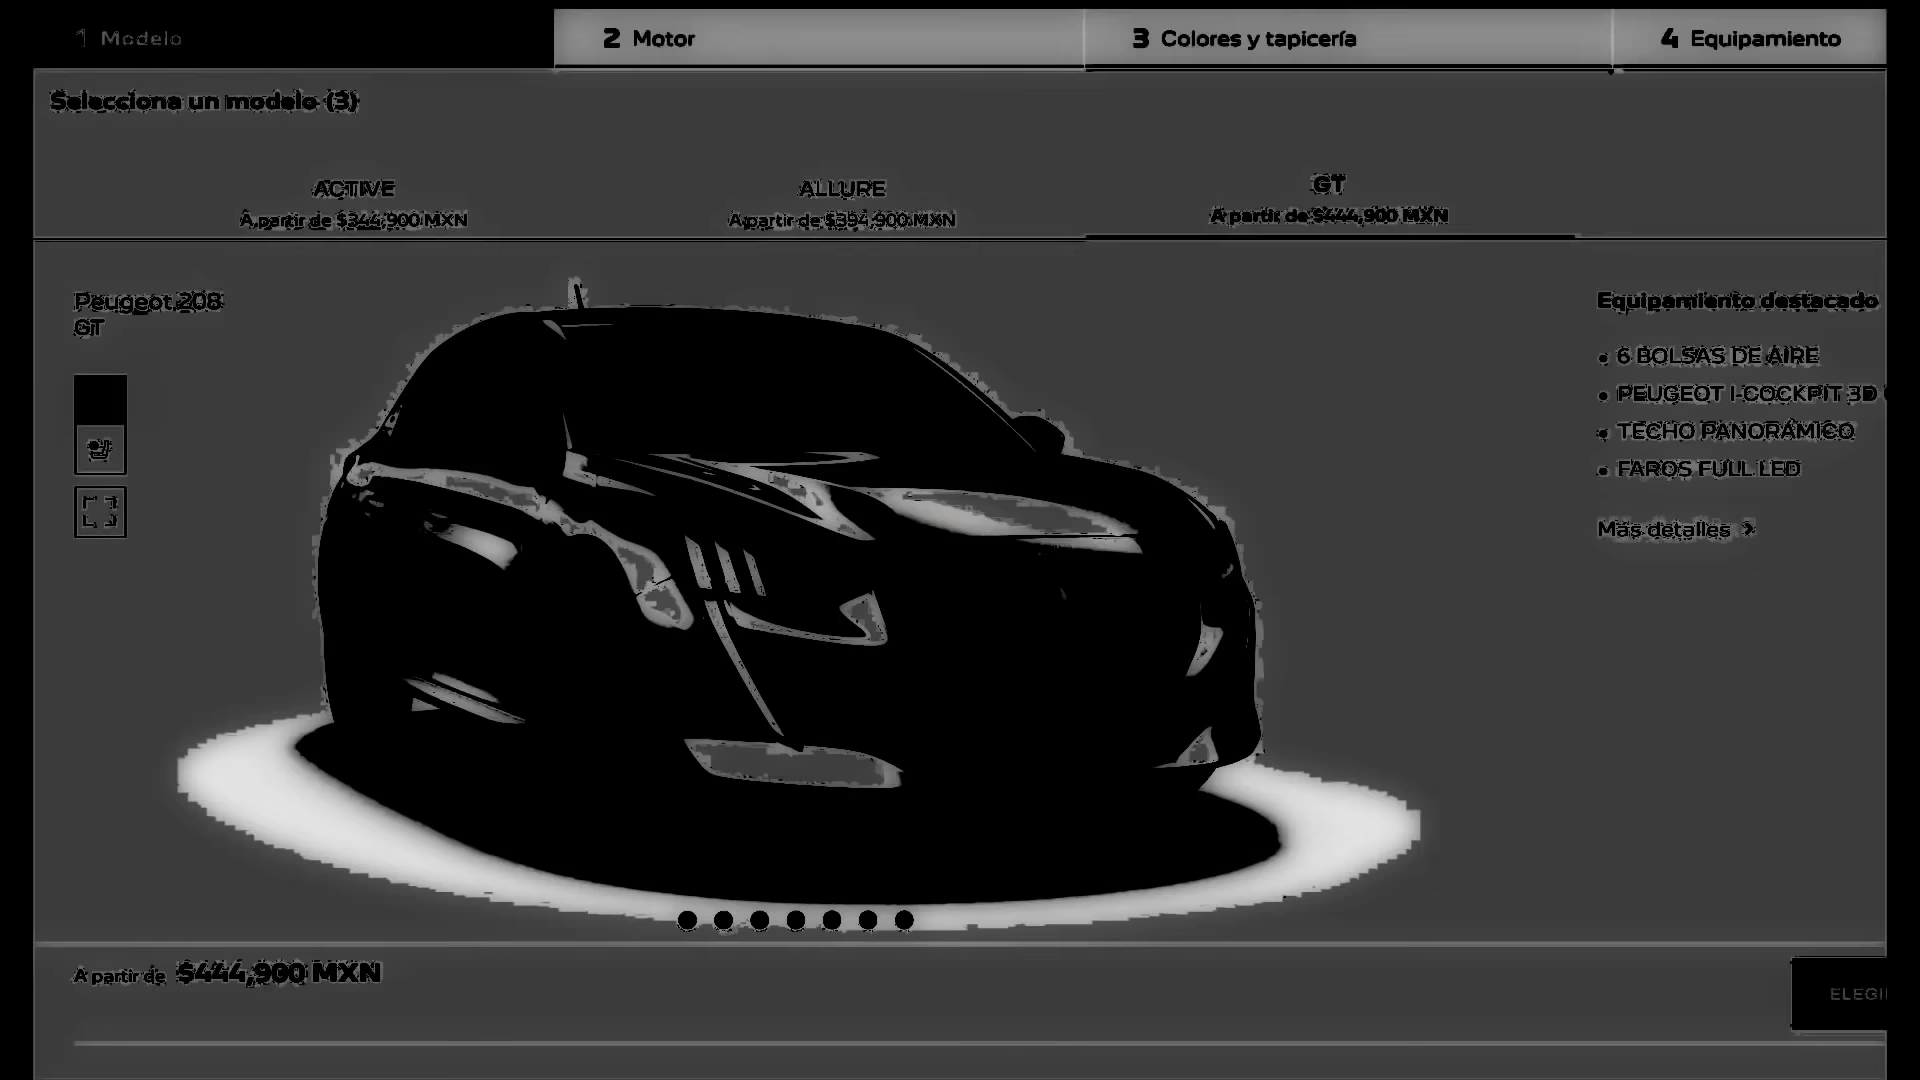 1 Modelo
2 Motor
3 Colores y tapicería
4 Equipamiento
Selecciona un modelo (3)
ACTIVE
A partir de $344,900 MXN
ALLURE
A partir de $394,900 MXN
GT
A partir de $444,900 MXN
Peugeot 208
GT
Equipamiento destacado
• 6 BOLSAS DE AIRE
• PEUGEOT I-COCKPIT 3D
• TECHO PANORÁMICO
• FAROS FULL LED
Más detalles >
A partir de $444,900 MXN
ELEGI